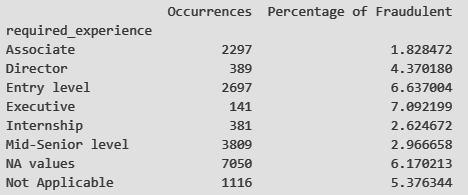 Occurrences Percentage of Fraudulent
required_experience
Associate 2297 1.828472
Director 389 4.370180
Entry level 2697 6.637004
Executive 141 7.092199
Internship 381 2.624672
Mid-Senior level 3809 2.966658
NA values 7050 6.170213
Not Applicable 1116 5.376344